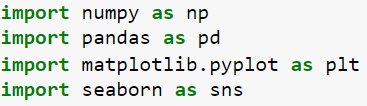 import numpy as np
import pandas as pd
import matplotlib.pyplot as plt
import seaborn as sns